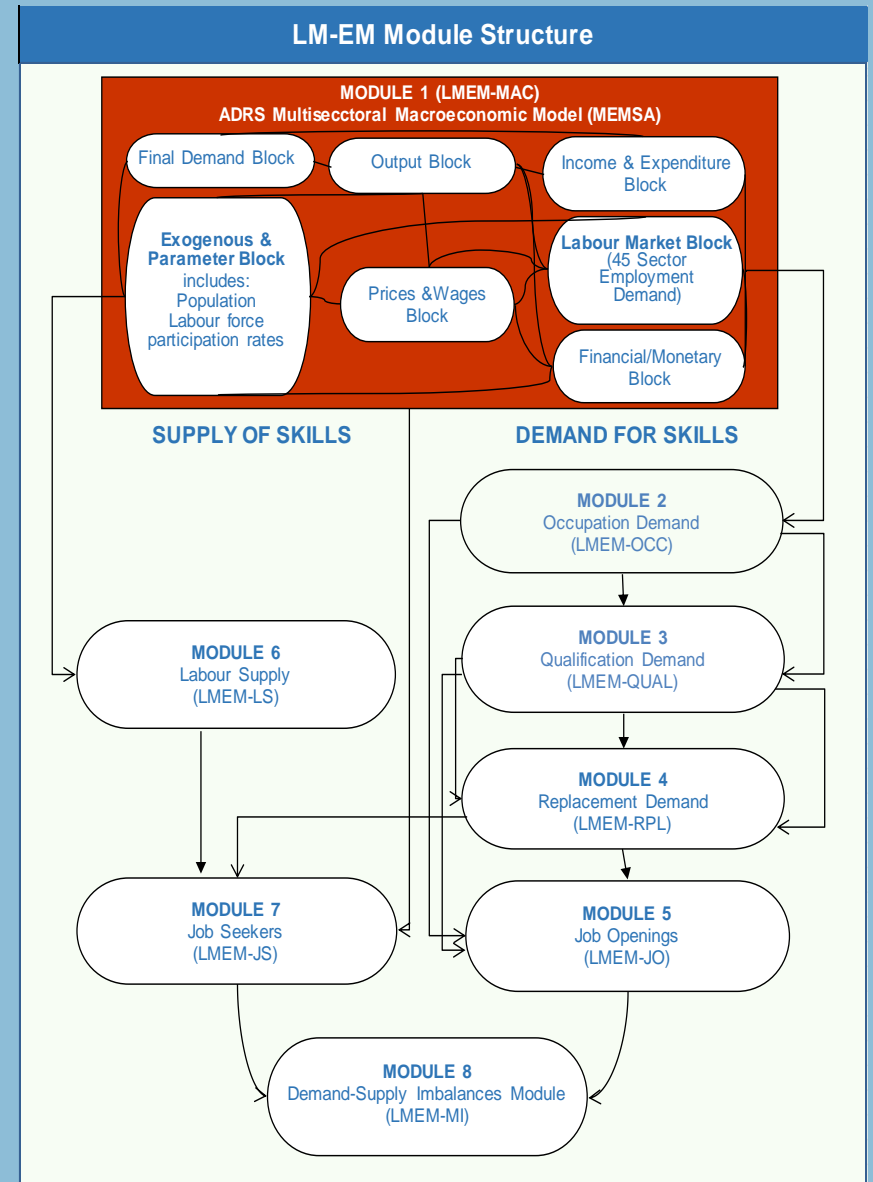 LM-EM Module Structure
MODULE 1 (LMEM-MAC)
ADRS Multisecctoral Macroeconomic Model (MEMSA)
Final Demand Block
Output Block
Income & Expenditure
Block
Exogenous &
Parameter Block
includes:
Population
Labour force
participation rates
Prices &Wages
Block
Labour Market Block
(45 Sector
Employment
Demand)
Financial/Monetary
Block
SUPPLY OF SKILLS
DEMAND FOR SKILLS
MODULE 2
Occupation Demand
(LMEM-OCC)
MODULE 3
Qualification Demand
(LMEM-QUAL)
MODULE 6
Labour Supply
(LMEM-LS)
MODULE 4
Replacement Demand
(LMEM-RPL)
MODULE 7
Job Seekers
(LMEM-JS)
MODULE 5
Job Openings
(LMEM-JO)
MODULE 8
Demand-Supply Imbalances Module
(LMEM-MI)